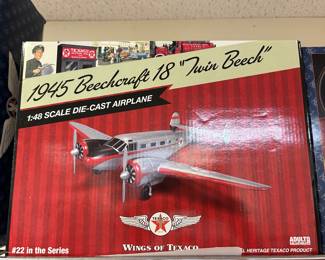 TEXACO
1945 Beechcraft 18 "Twin Beech"
1:48 SCALE DIE-CAST AIRPLANE
TEXACO
#22 in the Series
WINGS OF TEXACO
HERITAGE TEXACO PRODUCT
ADULTS